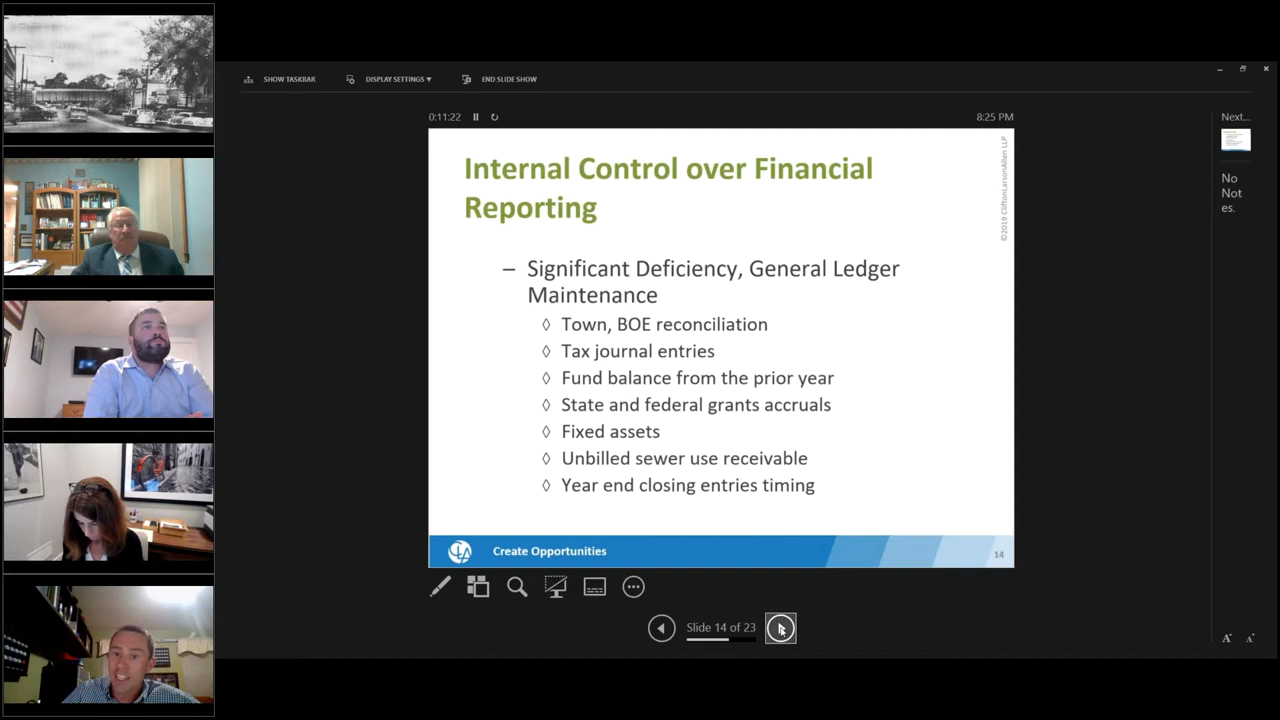 SHOW TASKBAR
DISPLAY SETTINGS ▾
END SLIDE SHOW
0:11:22
8:25 PM
Internal Control over Financial
Reporting
– Significant Deficiency, General Ledger
Maintenance
◊ Town, BOE reconciliation
◊ Tax journal entries
◊ Fund balance from the prior year
◊ State and federal grants accruals
◊ Fixed assets
◊ Unbilled sewer use receivable
◊ Year end closing entries timing
©2019 CliftonLarsonAllen LLP
CLA
Create Opportunities
14
Slide 14 of 23
Next...
No
Not
es.
A
A